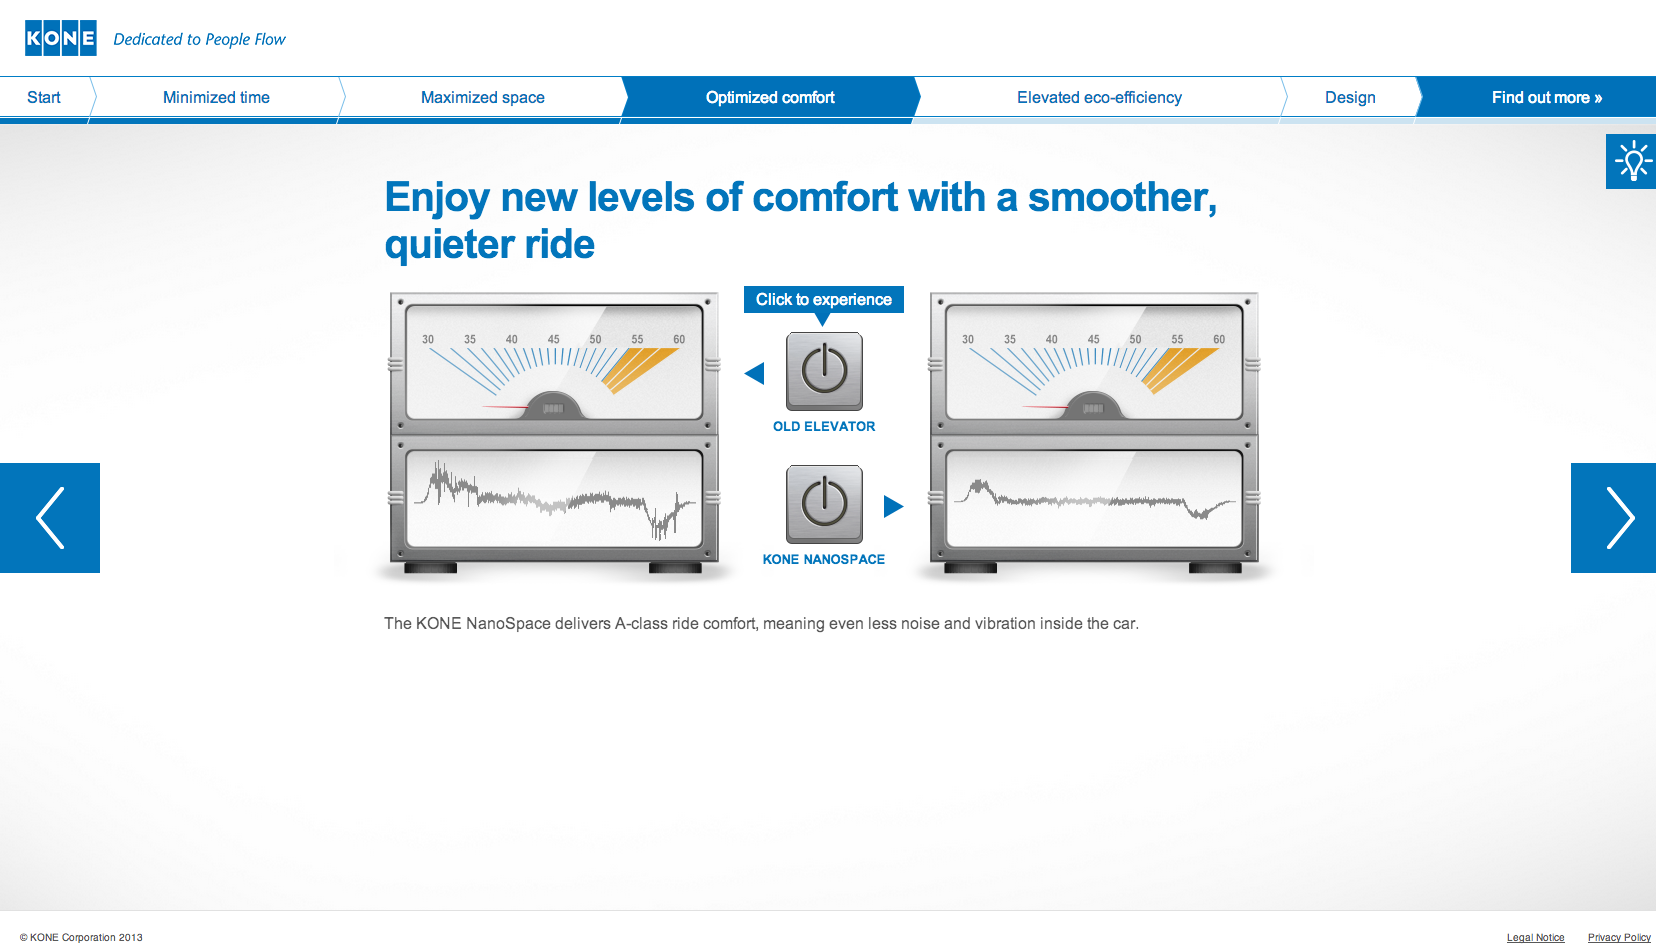 KONE Dedicated to People Flow
Start Minimized time Maximized space Optimized comfort Elevated eco-efficiency Design Find out more »
Enjoy new levels of comfort with a smoother,
quieter ride
Click to experience
30 35 40 45 50 55 60
30 35 40 45 50 55 60
OLD ELEVATOR
KONE NANOSPACE
The KONE NanoSpace delivers A-class ride comfort, meaning even less noise and vibration inside the car.
© KONE Corporation 2013
Legal Notice Privacy Policy